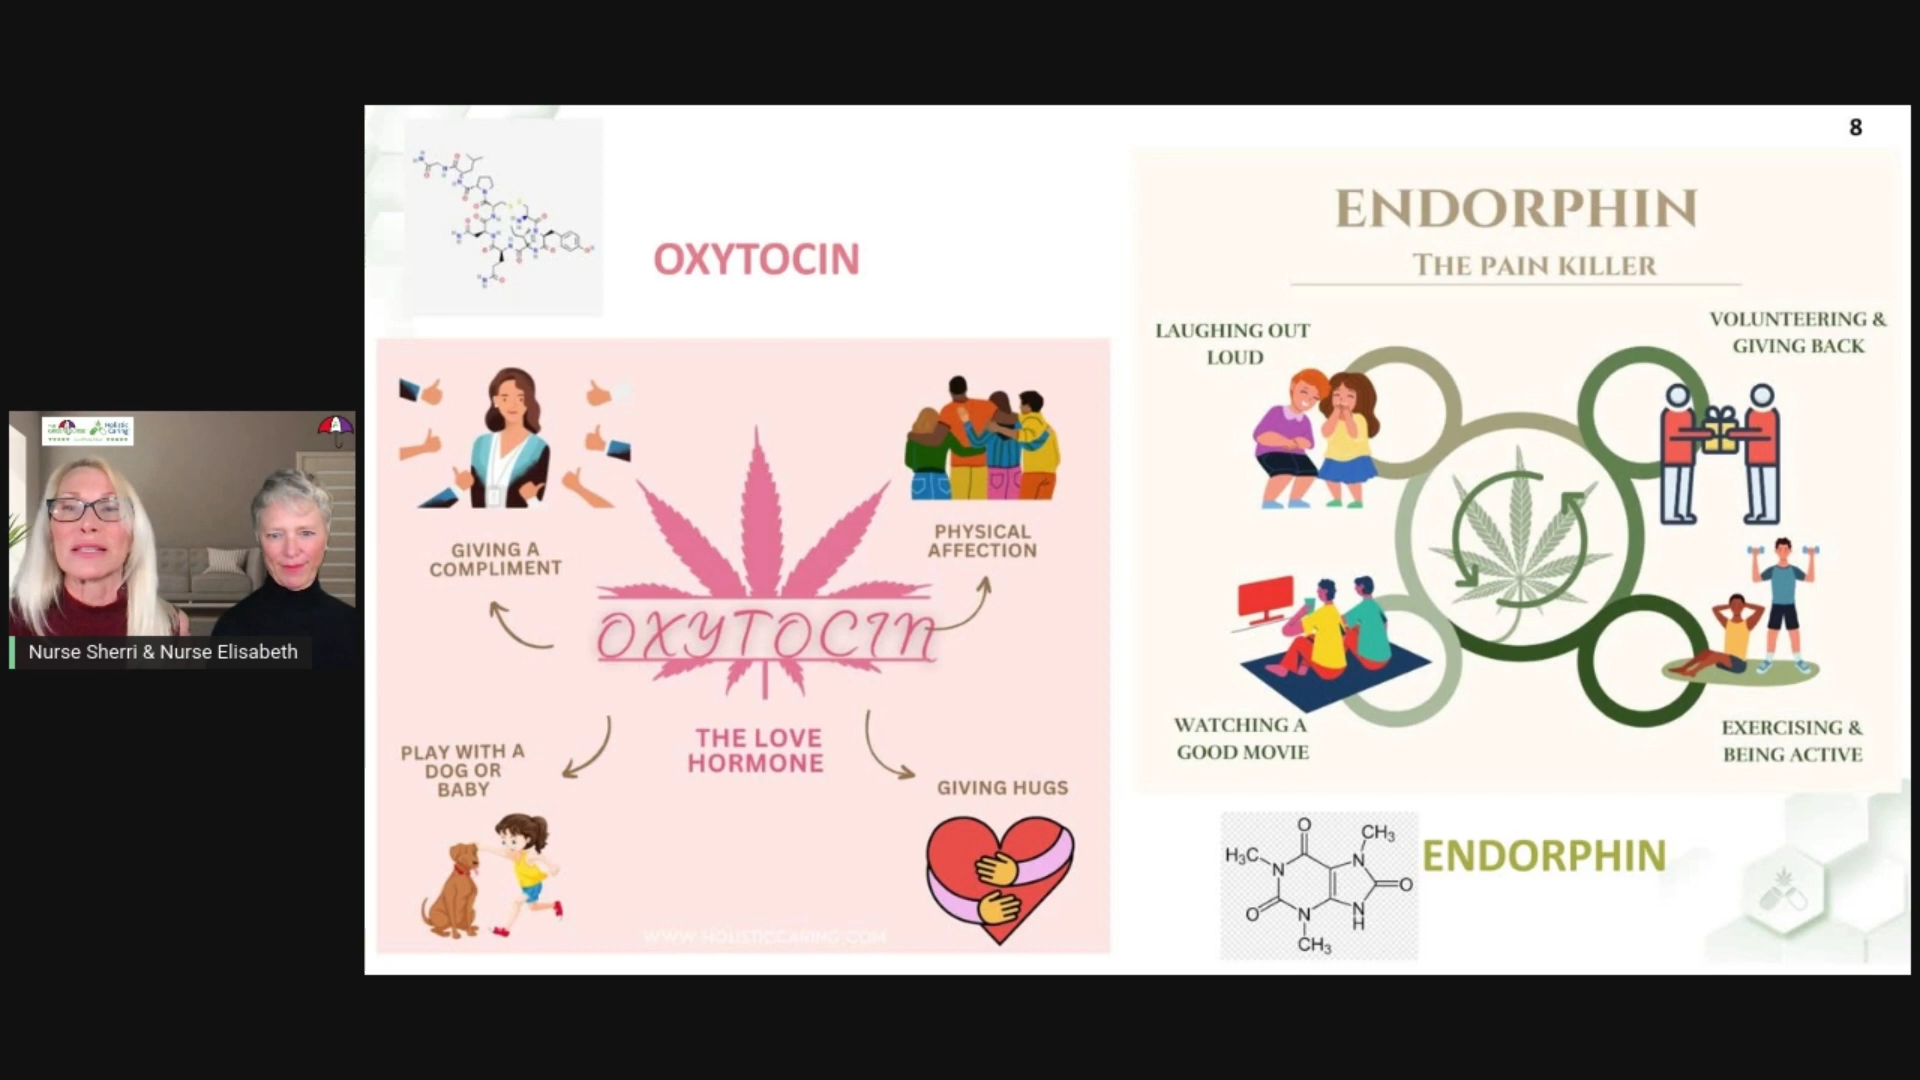 8
OXYTOCIN
GIVING A
COMPLIMENT
PHYSICAL
AFFECTION
OXYTOCIN
THE LOVE
HORMONE
PLAY WITH A
DOG OR
BABY
GIVING HUGS
WWW.HOLISTICCARING.COM
ENDORPHIN
THE PAIN KILLER
LAUGHING OUT
LOUD
VOLUNTEERING &
GIVING BACK
WATCHING A
GOOD MOVIE
EXERCISING &
BEING ACTIVE
O
CH₃
H₃C
N
N
O
O
N
N
H
CH₃
ENDORPHIN
Holistic
Caring
Nurse Sherri & Nurse Elisabeth